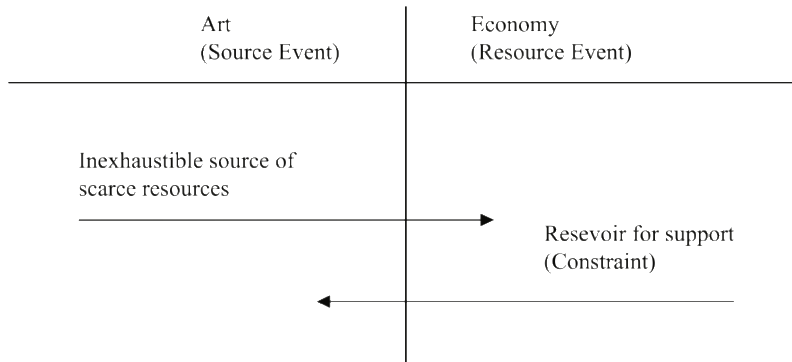 Art
(Source Event)
Economy
(Resource Event)
Inexhaustible source of
scarce resources
Resevoir for support
(Constraint)